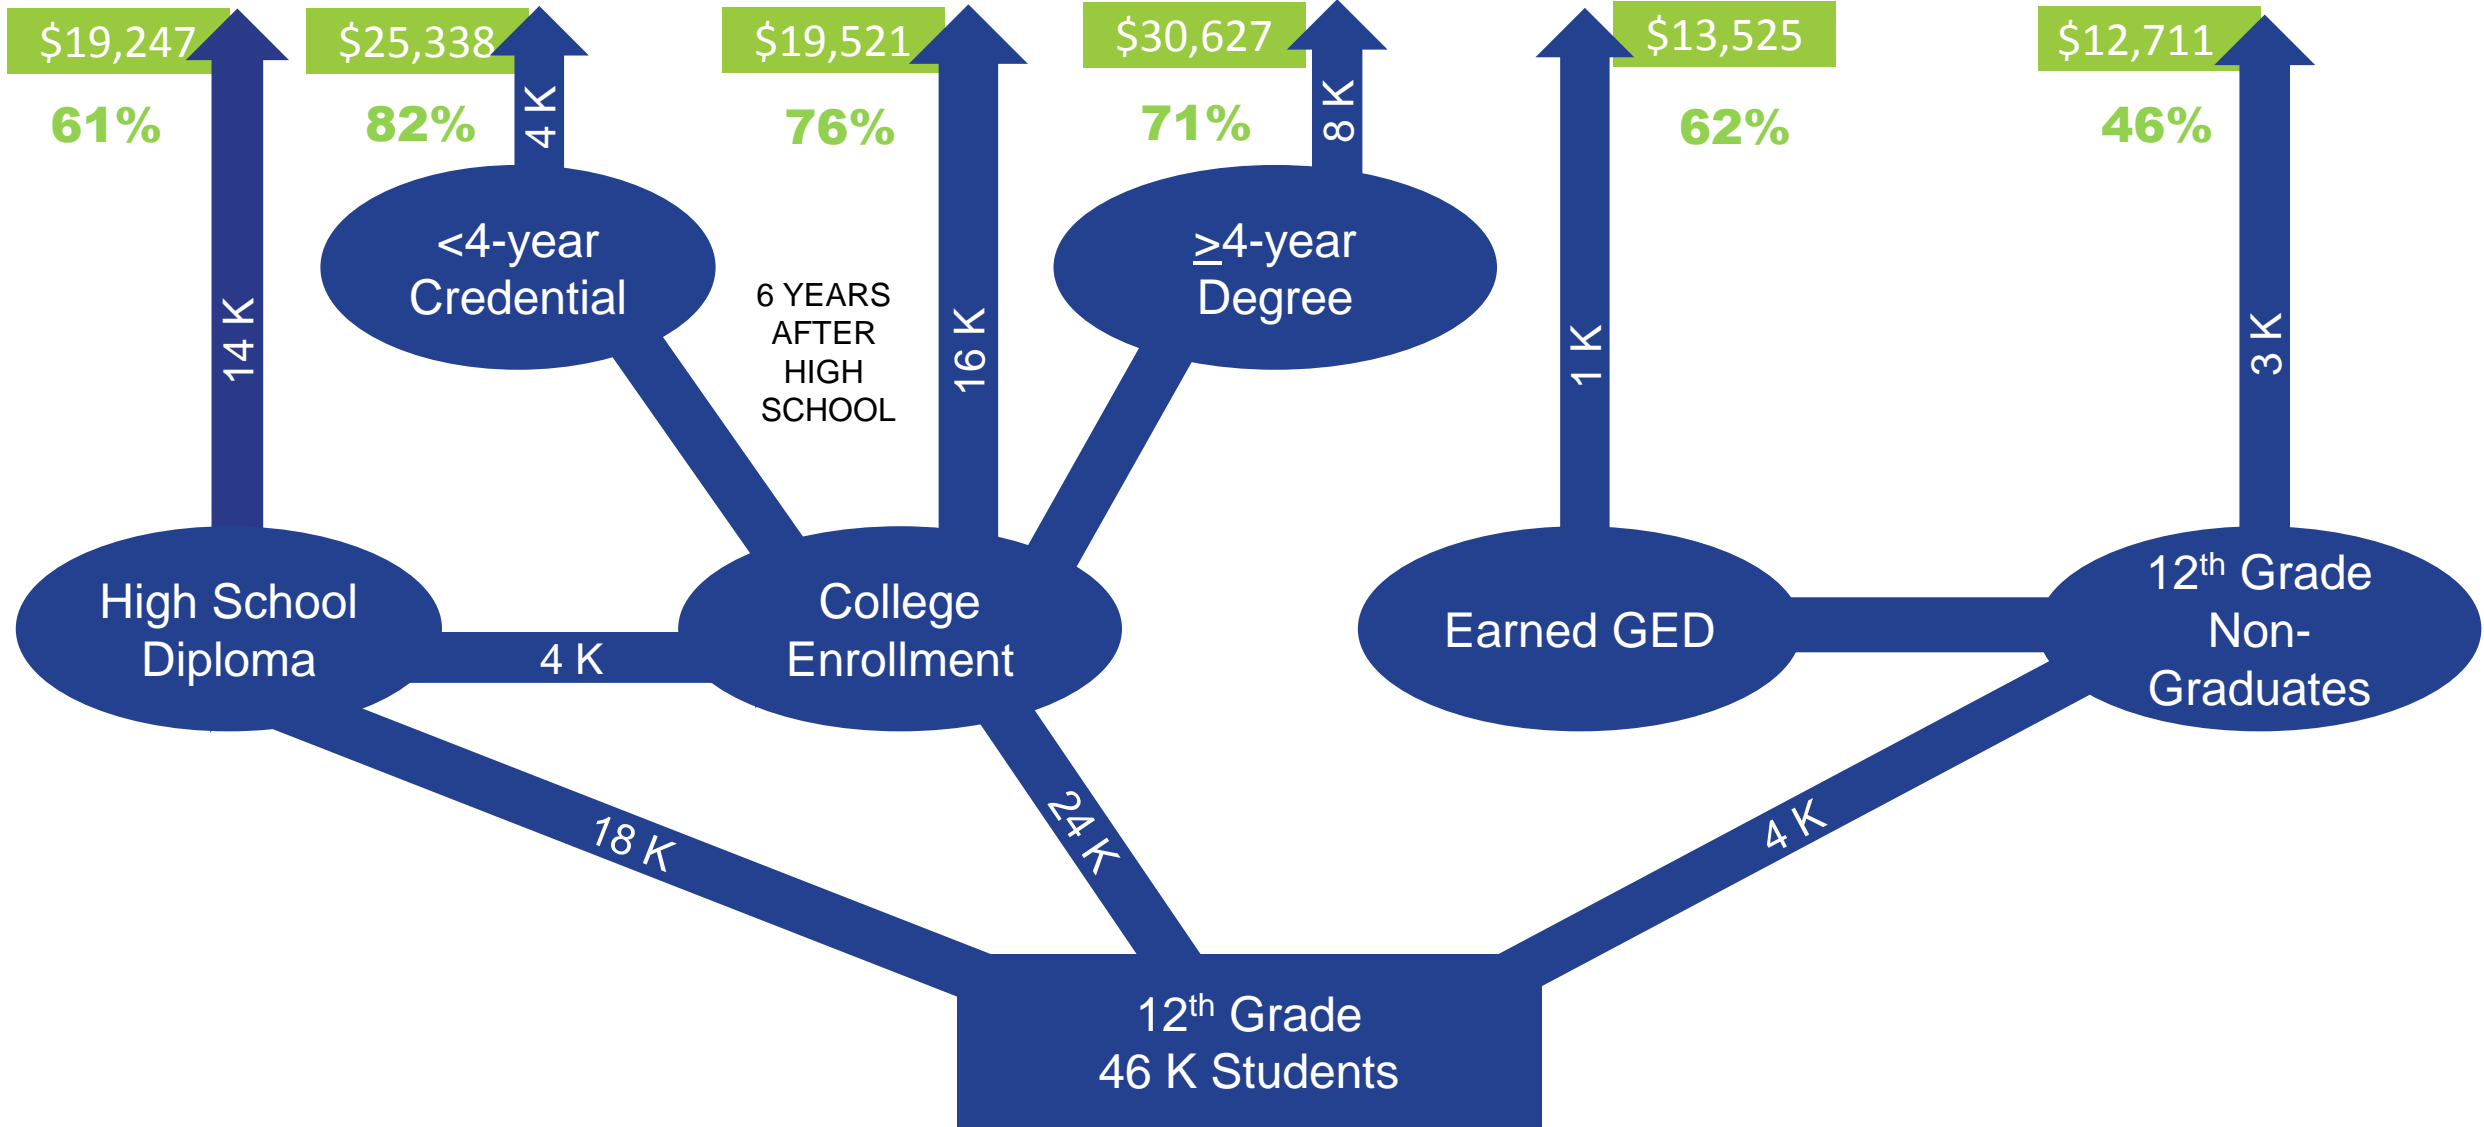 $19,247
$25,338
$19,521
$30,627
$13,525
$12,711
61%
82%
76%
71%
62%
46%
4 K
8 K
<4-year
Credential
≥4-year
Degree
6 YEARS
AFTER
HIGH
SCHOOL
14 K
16 K
1 K
3 K
High School
Diploma
4 K
College
Enrollment
Earned GED
12th Grade
Non-
Graduates
18 K
24 K
4 K
12th Grade
46 K Students